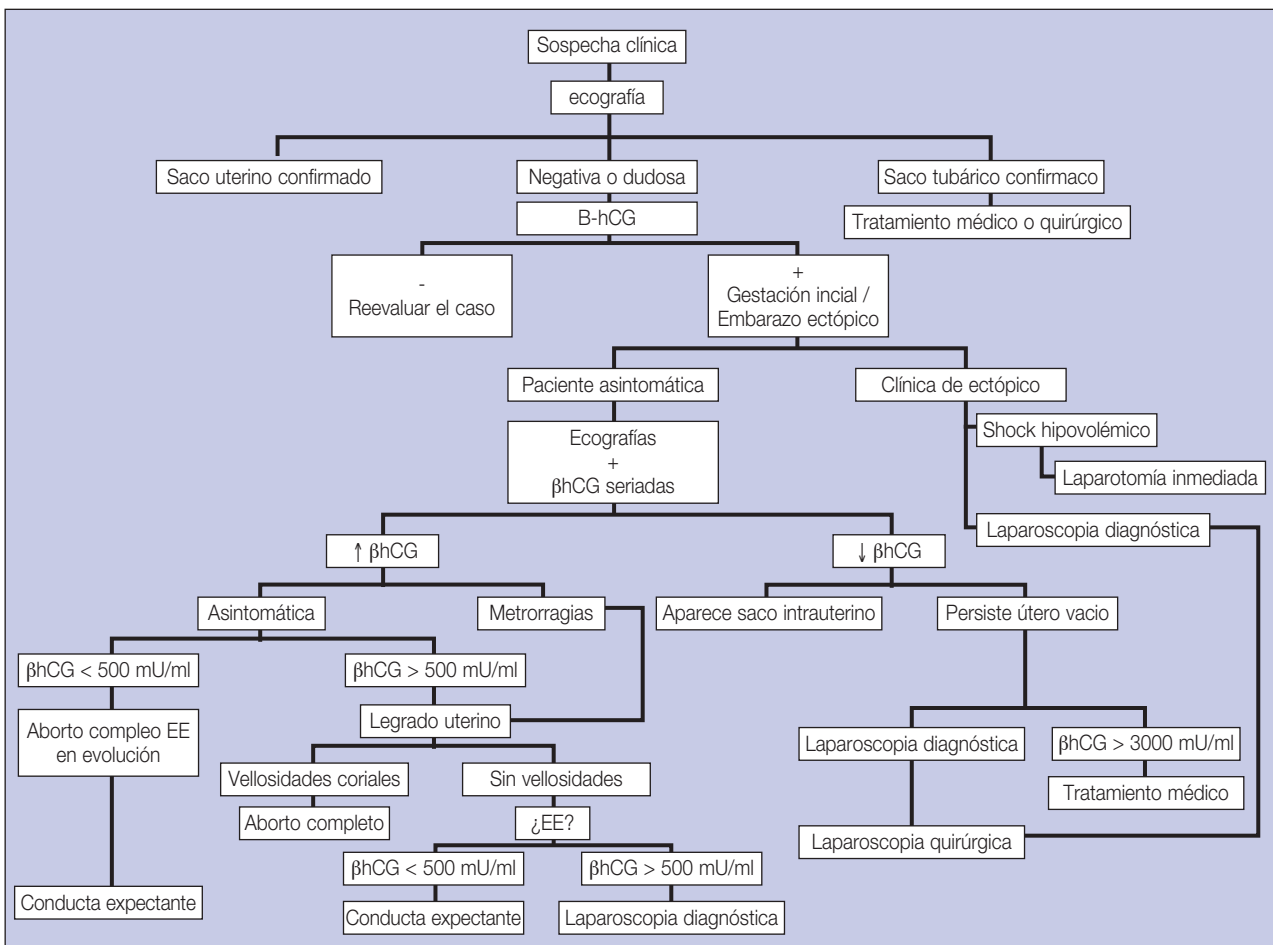 Sospecha clínica
ecografía
Saco uterino confirmado
Negativa o dudosa
Saco tubárico confirmaco
B-hCG
Tratamiento médico o quirúrgico
-
Reevaluar el caso
+
Gestación incial /
Embarazo ectópico
Paciente asintomática
Clínica de ectópico
Ecografías
+
βhCG seriadas
Shock hipovolémico
Laparotomía inmediada
Laparoscopia diagnóstica
↑ βhCG
↓ βhCG
Asintomática
Metrorragias
Aparece saco intrauterino
Persiste útero vacio
βhCG < 500 mU/ml
βhCG > 500 mU/ml
Aborto compleo EE
en evolución
Legrado uterino
Laparoscopia diagnóstica
βhCG > 3000 mU/ml
Vellosidades coriales
Sin vellosidades
Tratamiento médico
Aborto completo
¿EE?
Laparoscopia quirúrgica
βhCG < 500 mU/ml
βhCG > 500 mU/ml
Conducta expectante
Conducta expectante
Laparoscopia diagnóstica